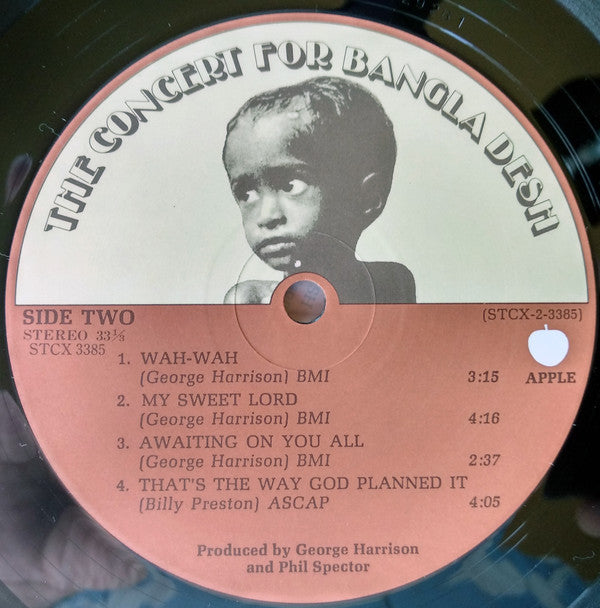 THE CONCERT FOR BANGLA DESH
SIDE TWO
STEREO 33⅓
STCX 3385
(STCX-2-3385)
1. WAH-WAH
(George Harrison) BMI 3:15
APPLE
2. MY SWEET LORD
(George Harrison) BMI 4:16
3. AWAITING ON YOU ALL
(George Harrison) BMI 2:37
4. THAT'S THE WAY GOD PLANNED IT
(Billy Preston) ASCAP 4:05
Produced by George Harrison
and Phil Spector